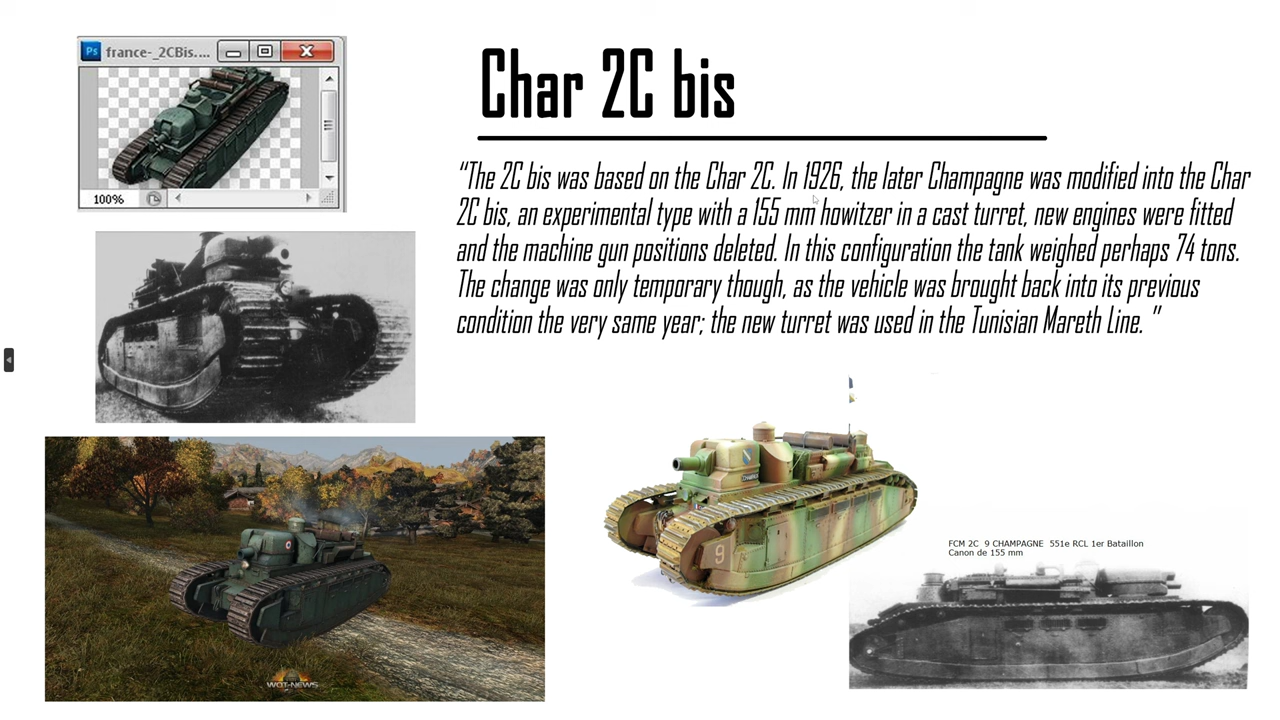 Ps france-_2CBis....
100%
Char 2C bis
“The 2C bis was based on the Char 2C. In 1926, the later Champagne was modified into the Char
2C bis, an experimental type with a 155 mm howitzer in a cast turret, new engines were fitted
and the machine gun positions deleted. In this configuration the tank weighed perhaps 74 tons.
The change was only temporary though, as the vehicle was brought back into its previous
condition the very same year; the new turret was used in the Tunisian Mareth Line. ”
9
FCM 2C 9 CHAMPAGNE 551e RCL 1er Bataillon
Canon de 155 mm
WOT-NEWS